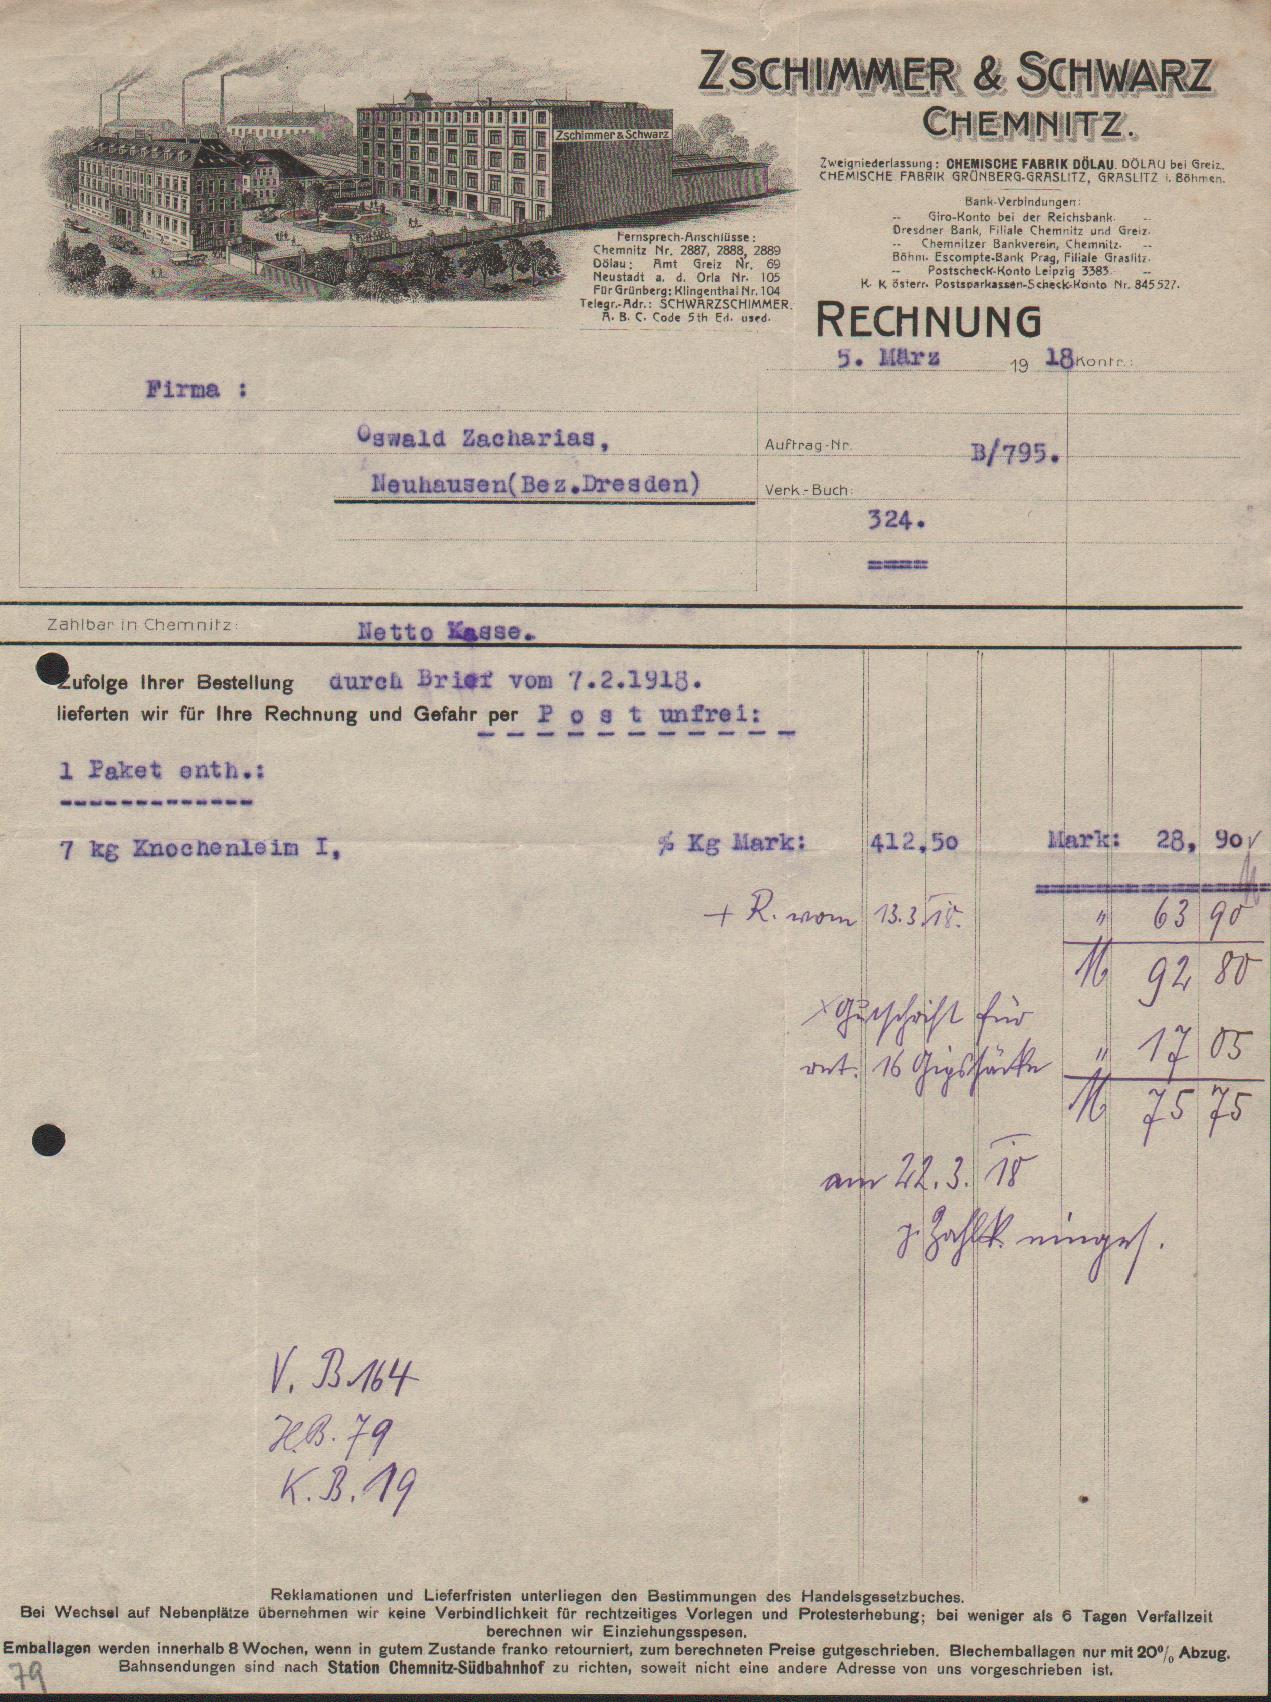 ZSCHIMMER & SCHWARZ
CHEMNITZ.
Zschimmer & Schwarz
Zweigniederlassung: CHEMISCHE FABRIK DÖLAU, DÖLAU bei Greiz.
CHEMISCHE FABRIK GRÜNBERG-GRASLITZ, GRASLITZ i. Böhmen.
Bank-Verbindungen:
-- Giro-Konto bei der Reichsbank. --
Dresdner Bank, Filiale Chemnitz und Greiz.
-- Chemnitzer Bankverein, Chemnitz. --
Böhm. Escompte-Bank Prag, Filiale Graslitz.
-- Postscheck-Konto Leipzig 3383. --
K. K. österr. Postsparkassen-Scheck-Konto Nr. 845527.
Fernsprech-Anschlüsse:
Chemnitz Nr. 2887, 2888, 2889
Dölau: Amt Greiz Nr. 69
Neustadt a. d. Orla Nr. 105
Für Grünberg: Klingenthal Nr. 104
Telegr.-Adr.: SCHWARZSCHIMMER.
A. B. C. Code 5th Ed. used.
RECHNUNG
5. März 1918 Kontr.:
Firma :
Oswald Zacharias,
Neuhausen(Bez.Dresden)
Auftrag-Nr. B/795.
Verk.-Buch:
324.
Zahlbar in Chemnitz: Netto Kasse.
Zufolge Ihrer Bestellung durch Brief vom 7.2.1918.
lieferten wir für Ihre Rechnung und Gefahr per P o s t unfrei:
1 Paket enth.:
7 kg Knochenleim I, % Kg Mark: 412,50 Mark: 28, 90
+ R. vom 13.3.18. " 63 90
M 92 80
x Gutschrift für
ret. 16 Gipssäcke " 17 05
M 75 75
am 22.3.18
p. Zahlk. einges.
V. B. 164
H.B. 79
K.B. 19
Reklamationen und Lieferfristen unterliegen den Bestimmungen des Handelsgesetzbuches.
Bei Wechsel auf Nebenplätze übernehmen wir keine Verbindlichkeit für rechtzeitiges Vorlegen und Protesterhebung; bei weniger als 6 Tagen Verfallzeit
berechnen wir Einziehungsspesen.
Emballagen werden innerhalb 8 Wochen, wenn in gutem Zustande franko retourniert, zum berechneten Preise gutgeschrieben. Blechemballagen nur mit 20% Abzug.
Bahnsendungen sind nach Station Chemnitz-Südbahnhof zu richten, soweit nicht eine andere Adresse von uns vorgeschrieben ist.
79